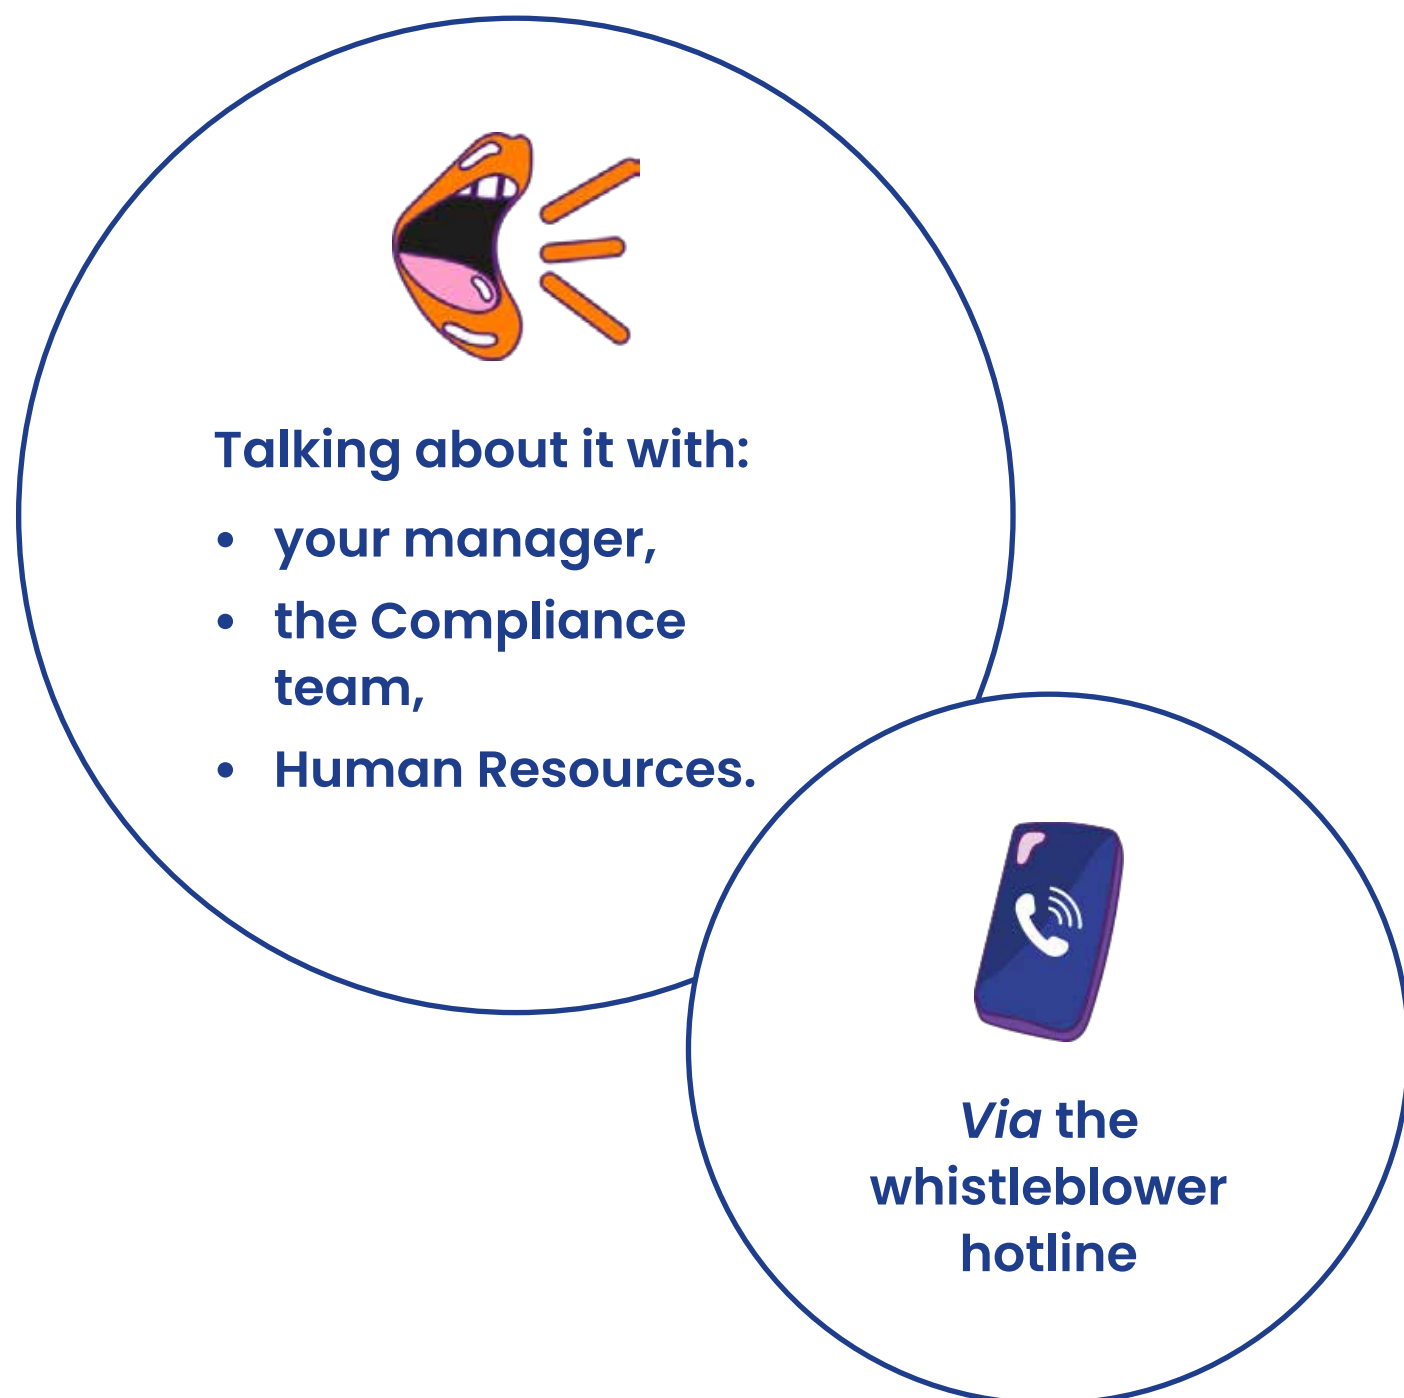 Talking about it with:
• your manager,
• the Compliance
team,
• Human Resources.
Via the
whistleblower
hotline